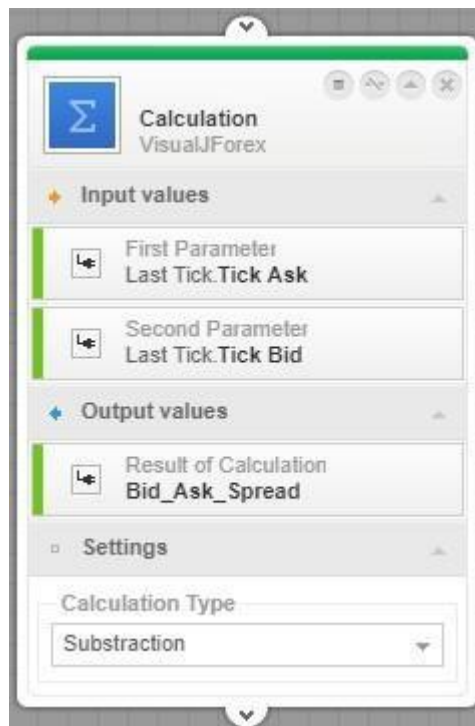 Σ
Calculation
VisualJForex
Input values
First Parameter
Last Tick.Tick Ask
Second Parameter
Last Tick.Tick Bid
Output values
Result of Calculation
Bid_Ask_Spread
Settings
Calculation Type
Substraction